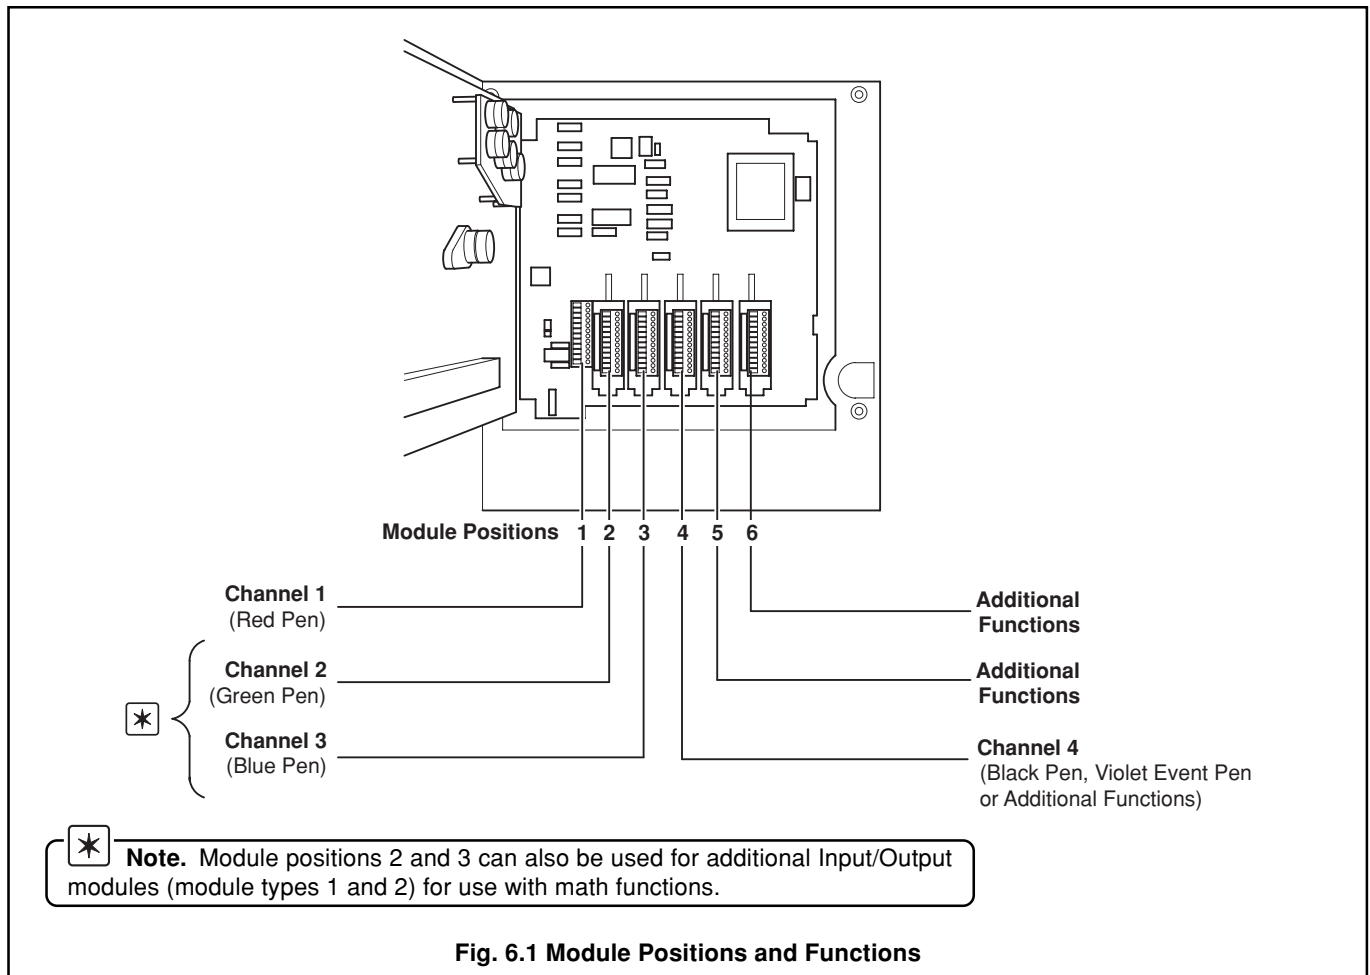 Module Positions 1 2 3 4 5 6
Channel 1
(Red Pen)
Channel 2
(Green Pen)
Channel 3
(Blue Pen)
Additional
Functions
Additional
Functions
Channel 4
(Black Pen, Violet Event Pen
or Additional Functions)
Note. Module positions 2 and 3 can also be used for additional Input/Output
modules (module types 1 and 2) for use with math functions.
Fig. 6.1 Module Positions and Functions